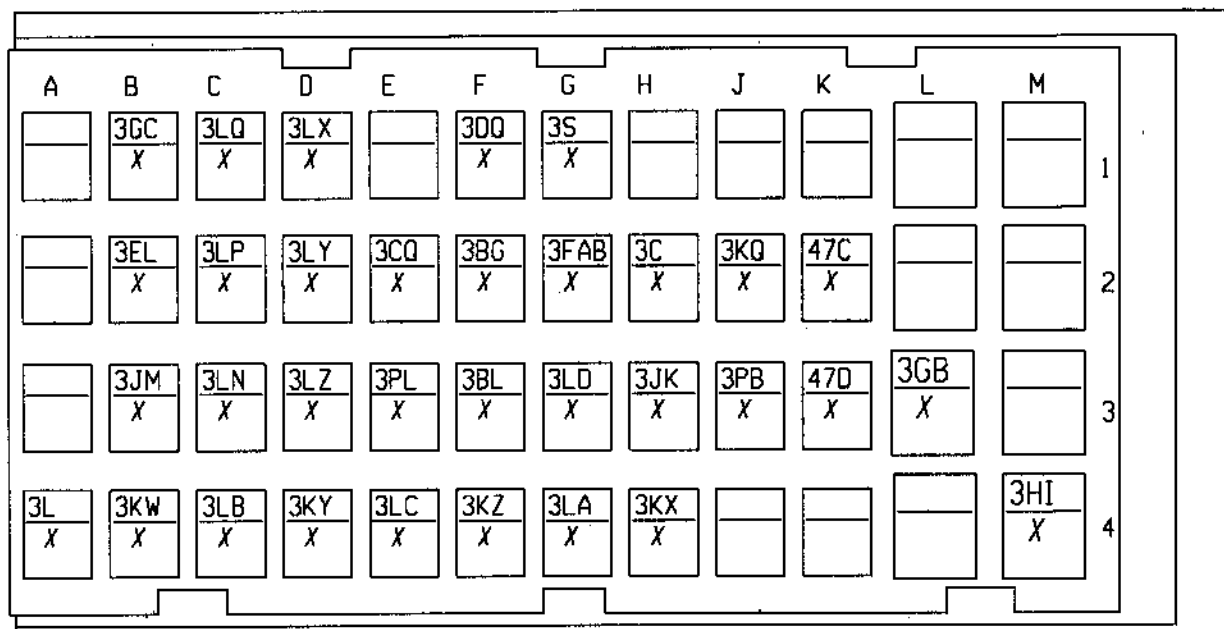 A B C D E F G H J K L M
3GC 3LQ 3LX 3DQ 3S
X X X X X
1
3EL 3LP 3LY 3CQ 3BG 3FAB 3C 3KQ 47C
X X X X X X X X X
2
3JM 3LN 3LZ 3PL 3BL 3LD 3JK 3PB 47D 3GB
X X X X X X X X X X
3
3L 3KW 3LB 3KY 3LC 3KZ 3LA 3KX 3HI
X X X X X X X X X
4